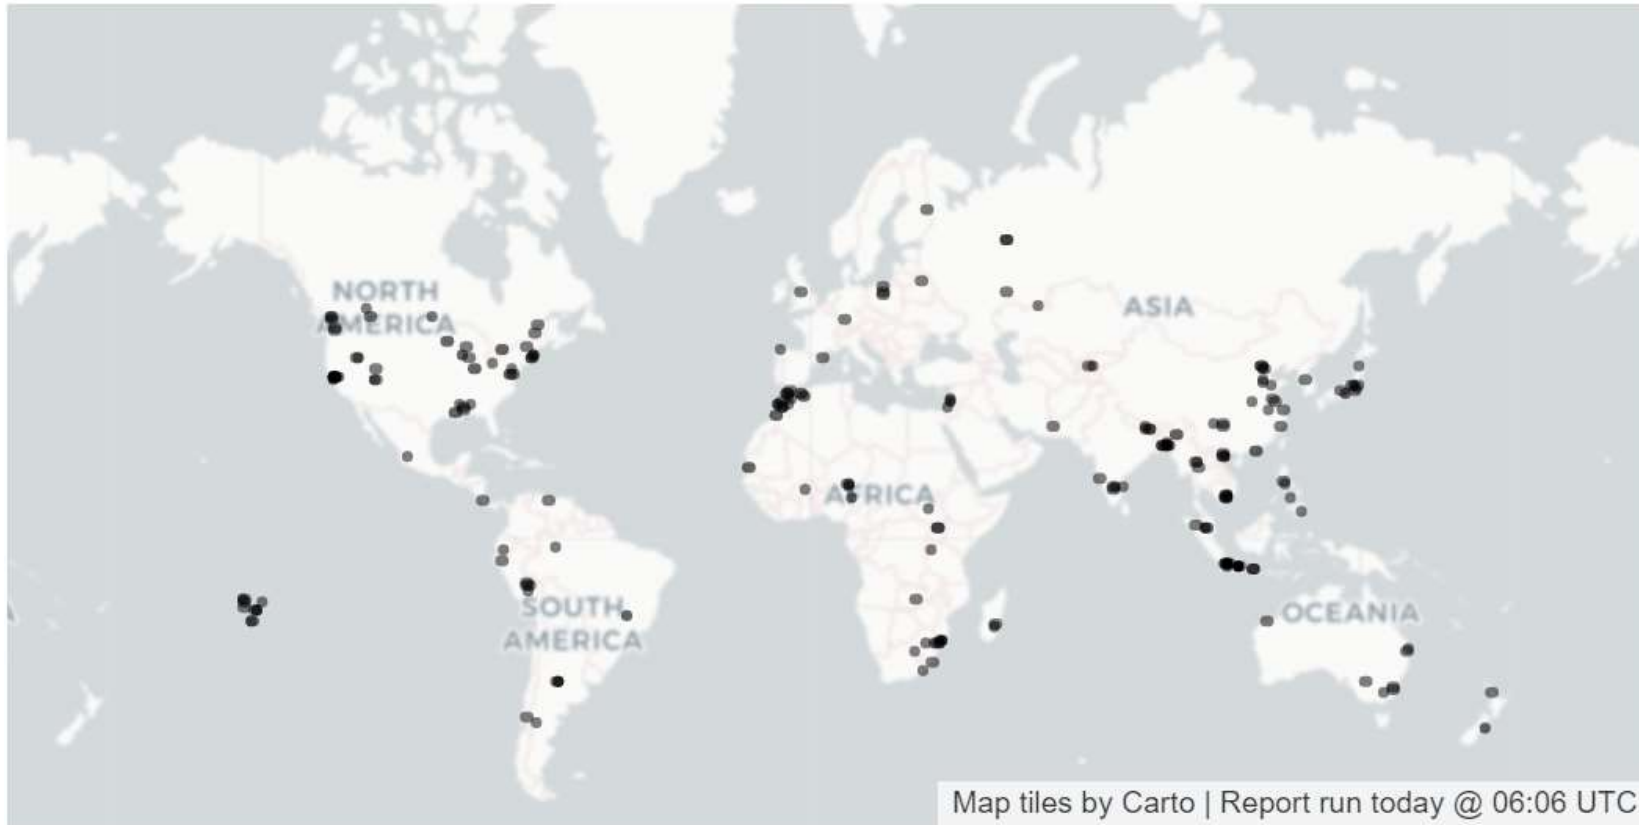 NORTH
AMERICA
ASIA
AFRICA
SOUTH
AMERICA
OCEANIA
Map tiles by Carto | Report run today @ 06:06 UTC